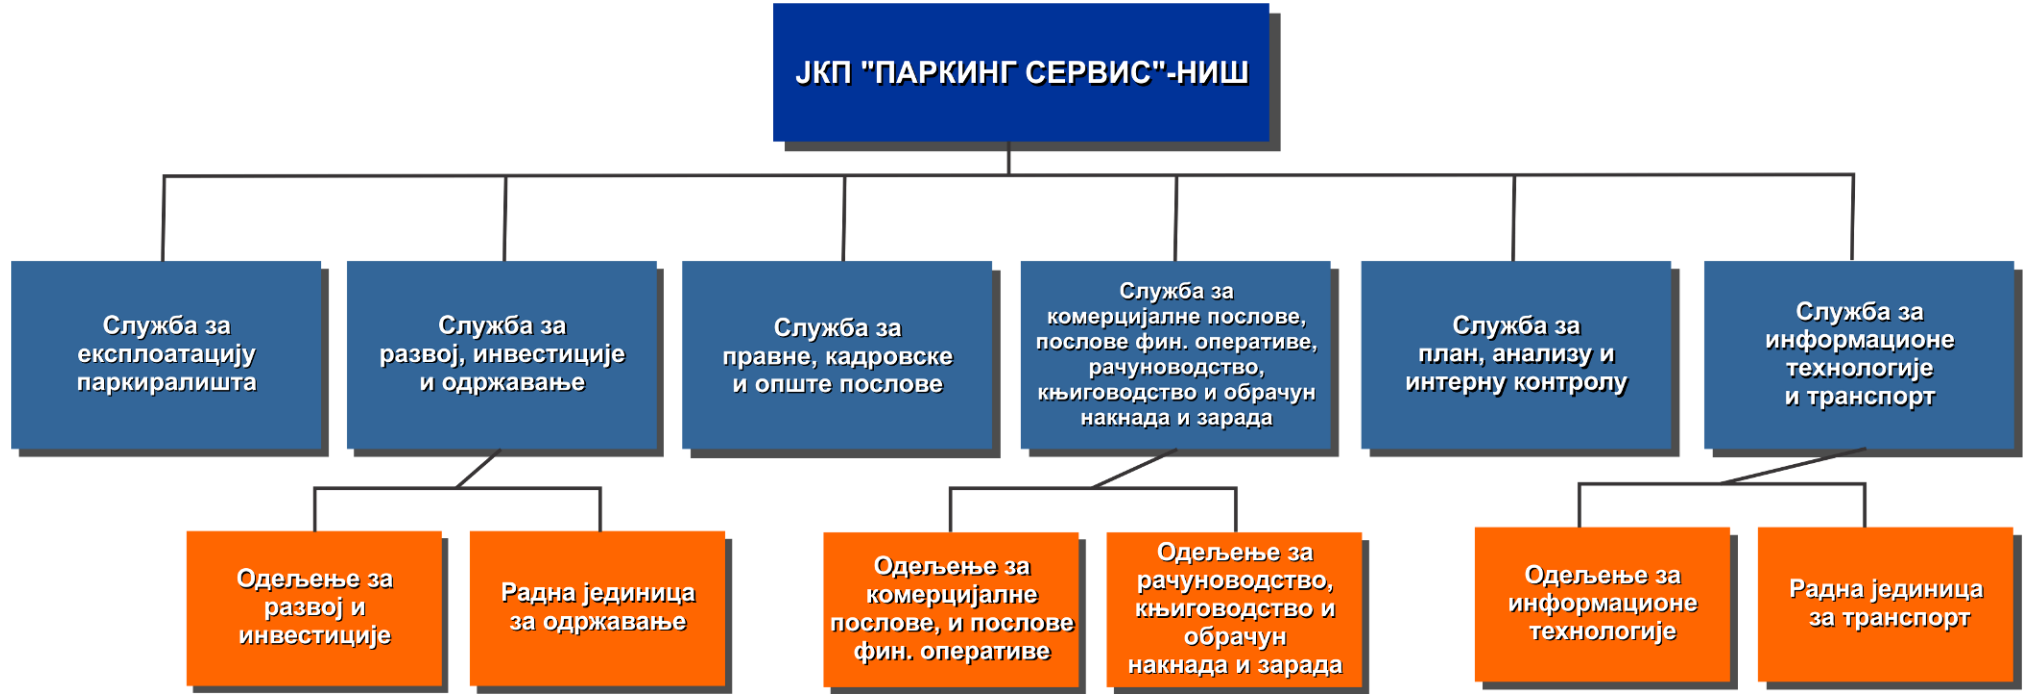 ЈКП "ПАРКИНГ СЕРВИС"-НИШ
Служба за
експлоатацију
паркиралишта
Служба за
развој, инвестиције
и одржавање
Служба за
правне, кадровске
и опште послове
Служба за
комерцијалне послове,
послове фин. оперативе,
рачуноводство,
књиговодство и обрачун
накнада и зарада
Служба за
план, анализу и
интерну контролу
Служба за
информационе
технологије
и транспорт
Одељење за
развој и
инвестиције
Радна јединица
за одржавање
Одељење за
комерцијалне
послове, и послове
фин. оперативе
Одељење за
рачуноводство,
књиговодство и
обрачун
накнада и зарада
Одељење за
информационе
технологије
Радна јединица
за транспорт